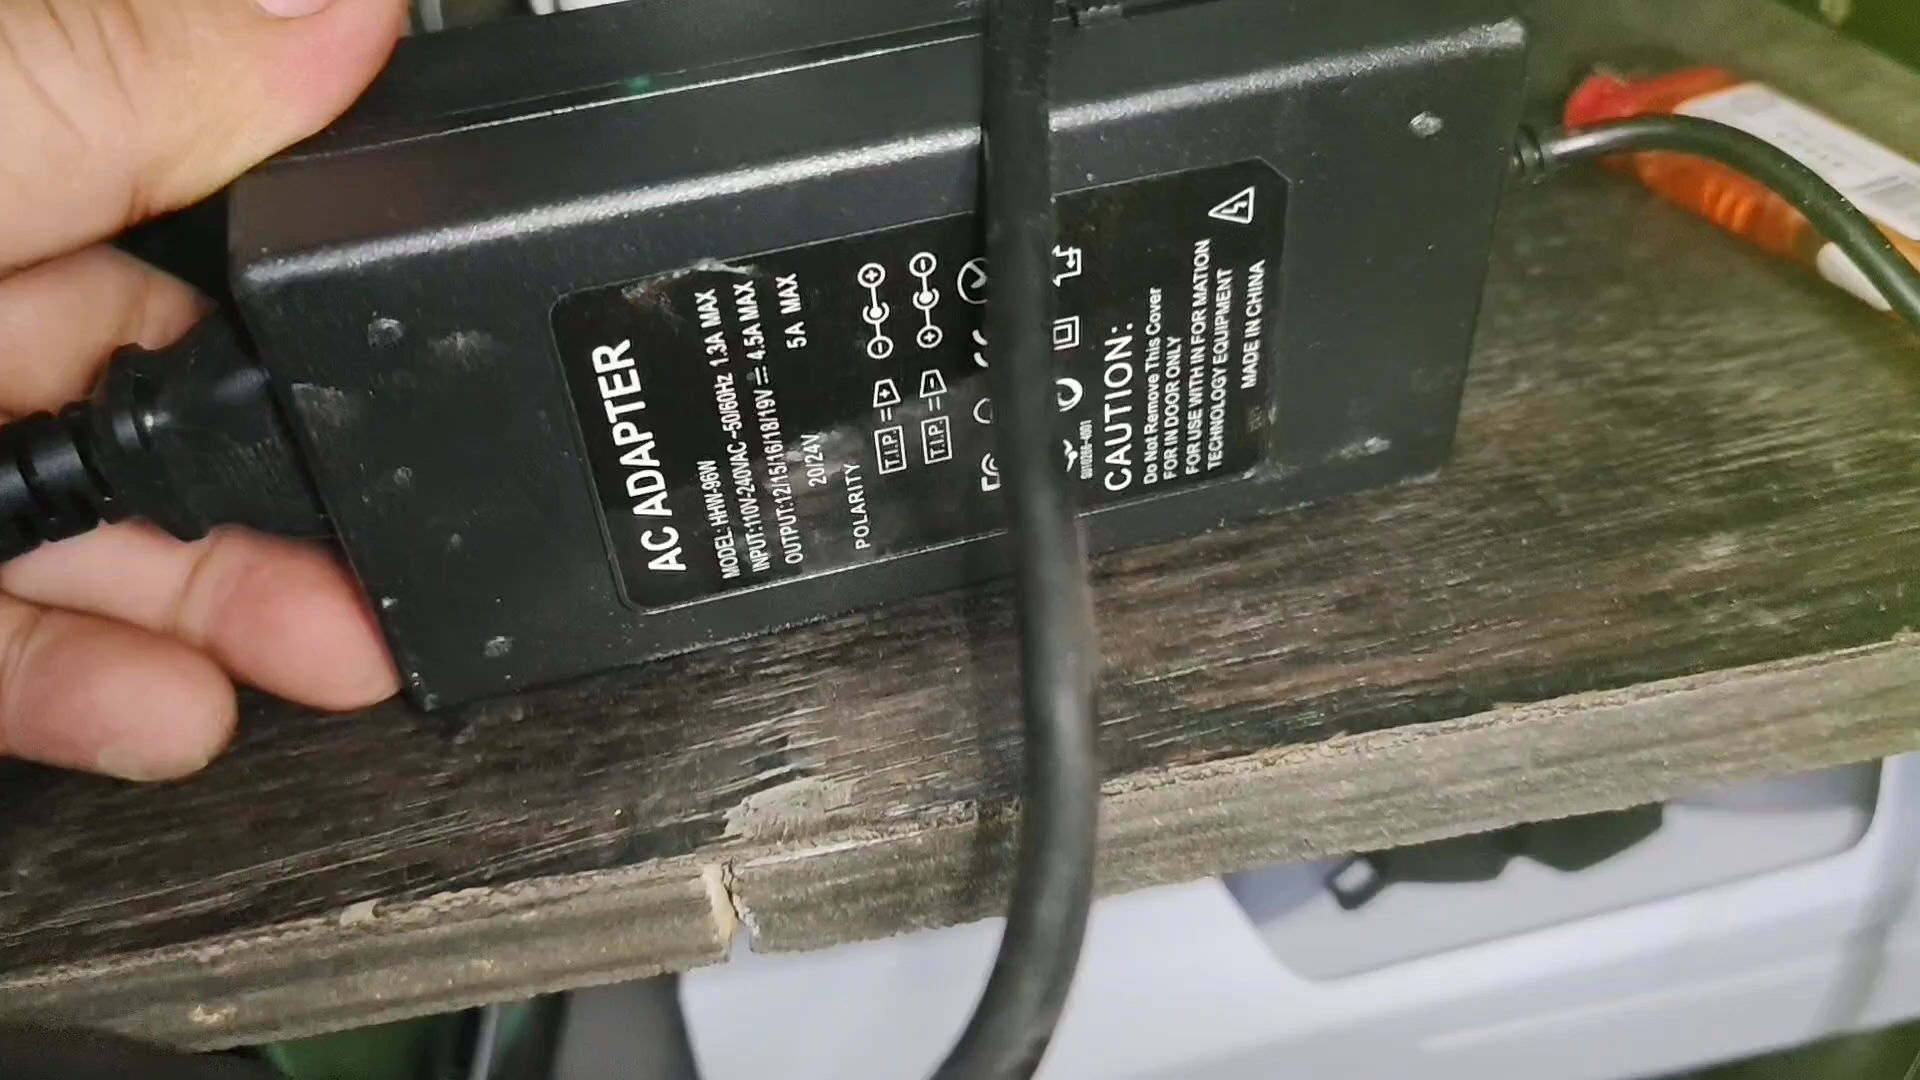 AC ADAPTER
MODEL: HHW-96W
INPUT:110V-240VAC~50/60Hz 1.3A MAX
OUTPUT:12/15/16/18/19V ⎓ 4.5A MAX
20/24V 5A MAX
POLARITY
T.I.P. = +
T.I.P. = -
CAUTION:
Do Not Remove This Cover
FOR IN DOOR ONLY
FOR USE WITH IN FOR MATION
TECHNOLOGY EQUIPMENT
MADE IN CHINA